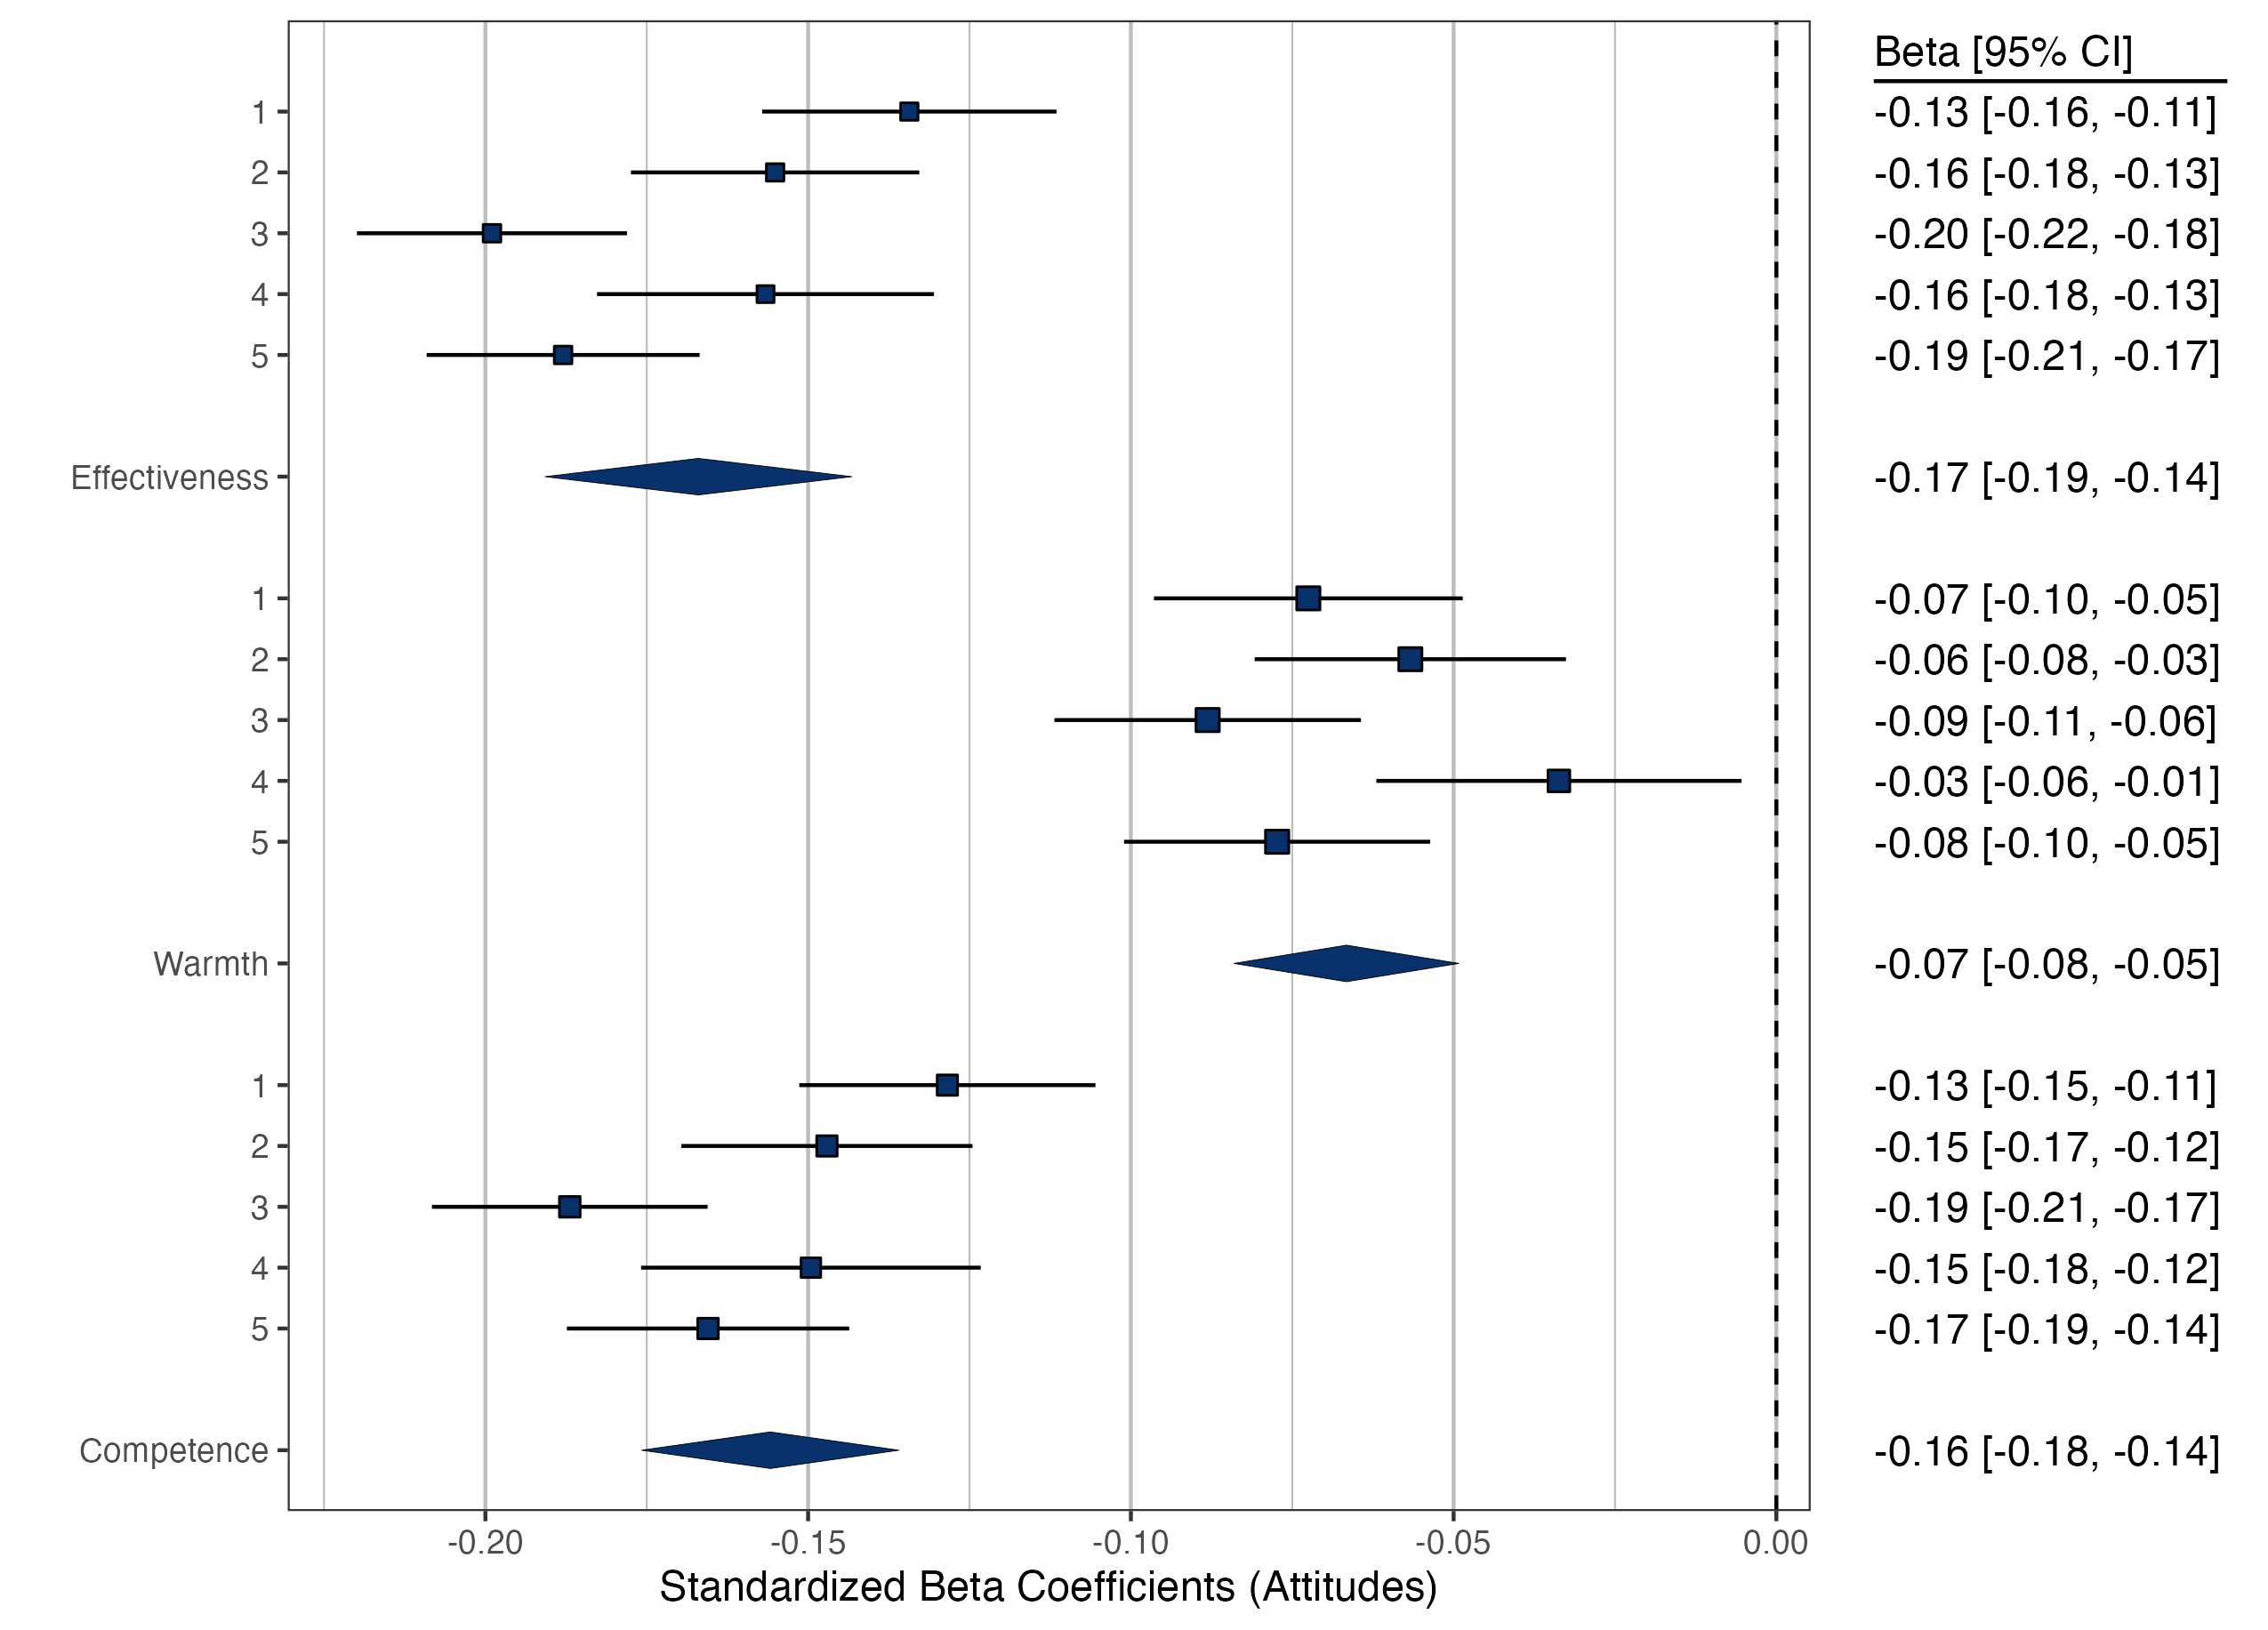 Beta [95% CI]
1 -0.13 [-0.16, -0.11]
2 -0.16 [-0.18, -0.13]
3 -0.20 [-0.22, -0.18]
4 -0.16 [-0.18, -0.13]
5 -0.19 [-0.21, -0.17]
Effectiveness -0.17 [-0.19, -0.14]
1 -0.07 [-0.10, -0.05]
2 -0.06 [-0.08, -0.03]
3 -0.09 [-0.11, -0.06]
4 -0.03 [-0.06, -0.01]
5 -0.08 [-0.10, -0.05]
Warmth -0.07 [-0.08, -0.05]
1 -0.13 [-0.15, -0.11]
2 -0.15 [-0.17, -0.12]
3 -0.19 [-0.21, -0.17]
4 -0.15 [-0.18, -0.12]
5 -0.17 [-0.19, -0.14]
Competence -0.16 [-0.18, -0.14]
-0.20 -0.15 -0.10 -0.05 0.00
Standardized Beta Coefficients (Attitudes)